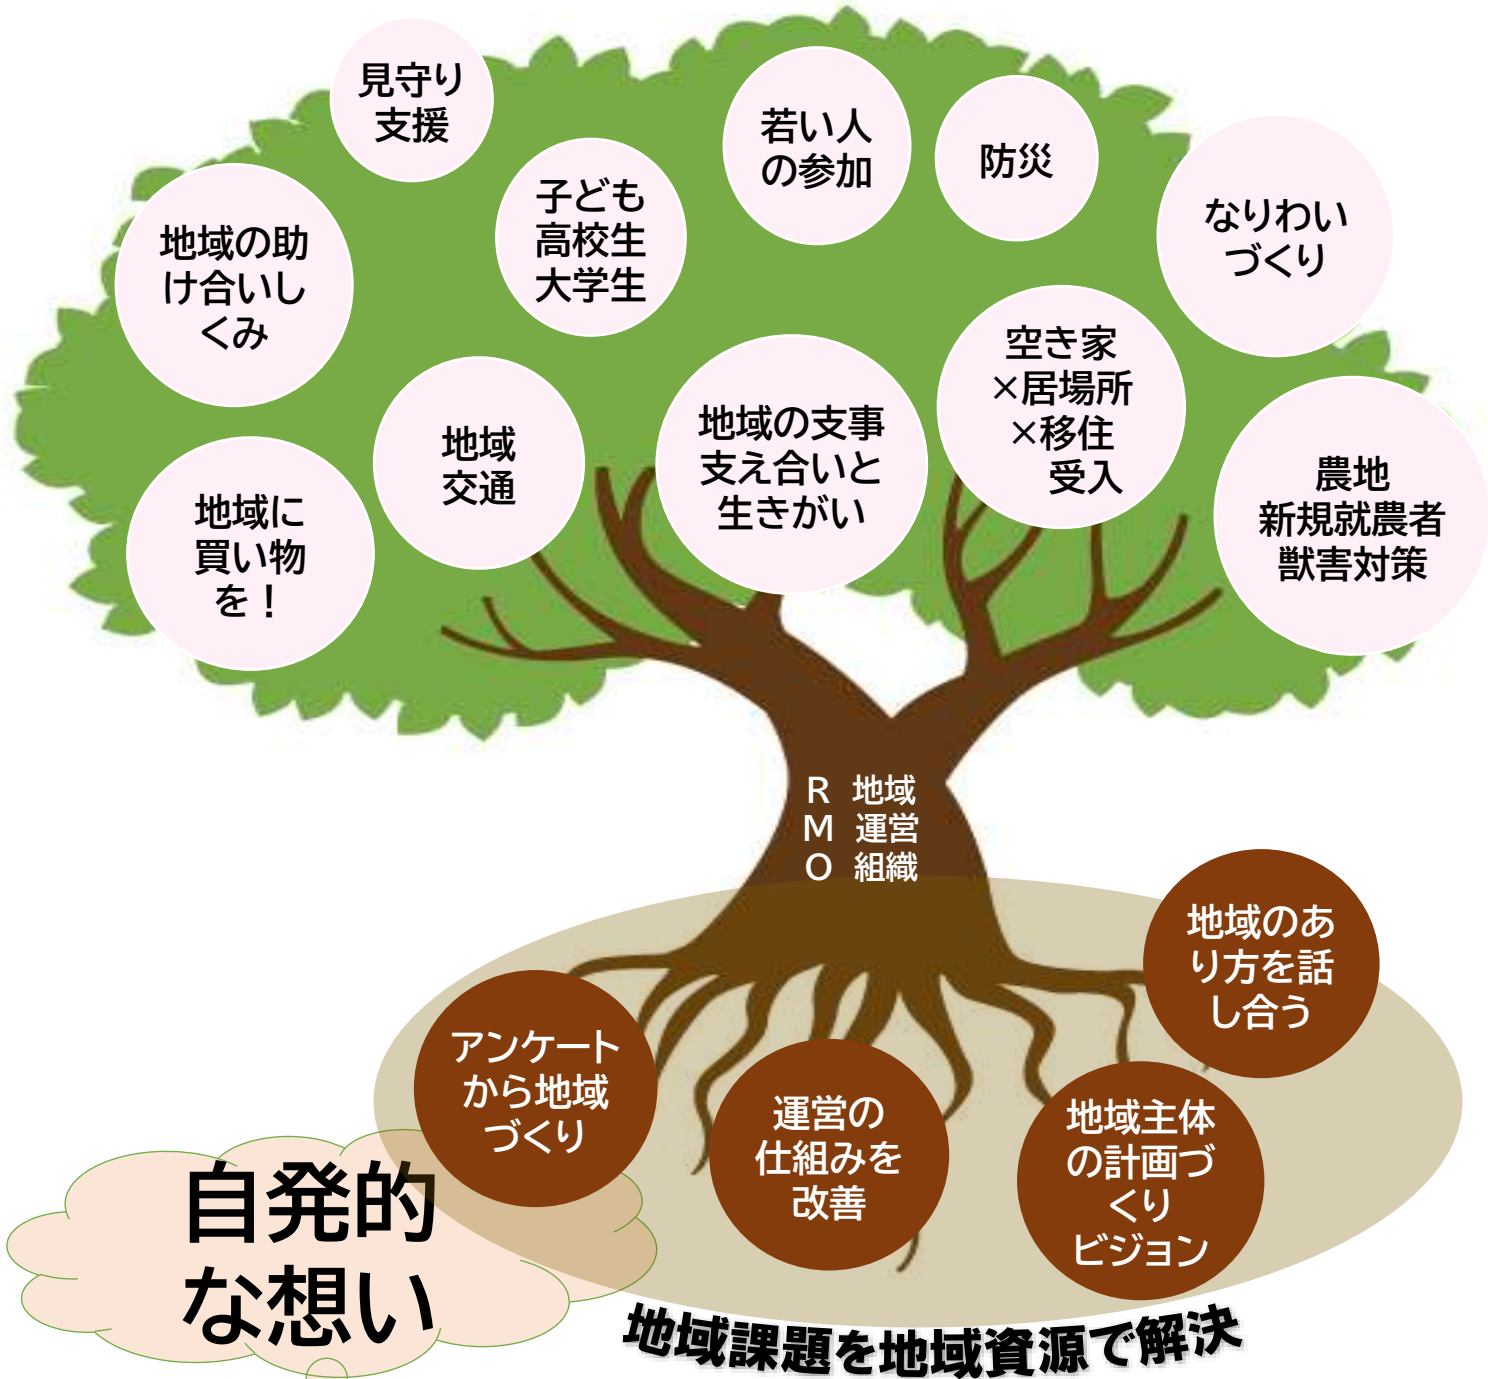 見守り
支援
若い人
の参加
防災
子ども
高校生
大学生
なりわい
づくり
地域の助
け合いし
くみ
空き家
×居場所
×移住
受入
地域の支事
支え合いと
生きがい
地域
交通
農地
新規就農者
獣害対策
地域に
買い物
を！
R 地域
M 運営
O 組織
地域のあ
り方を話
し合う
アンケート
から地域
づくり
運営の
仕組みを
改善
地域主体
の計画づ
くり
ビジョン
自発的
な想い
地域課題を地域資源で解決